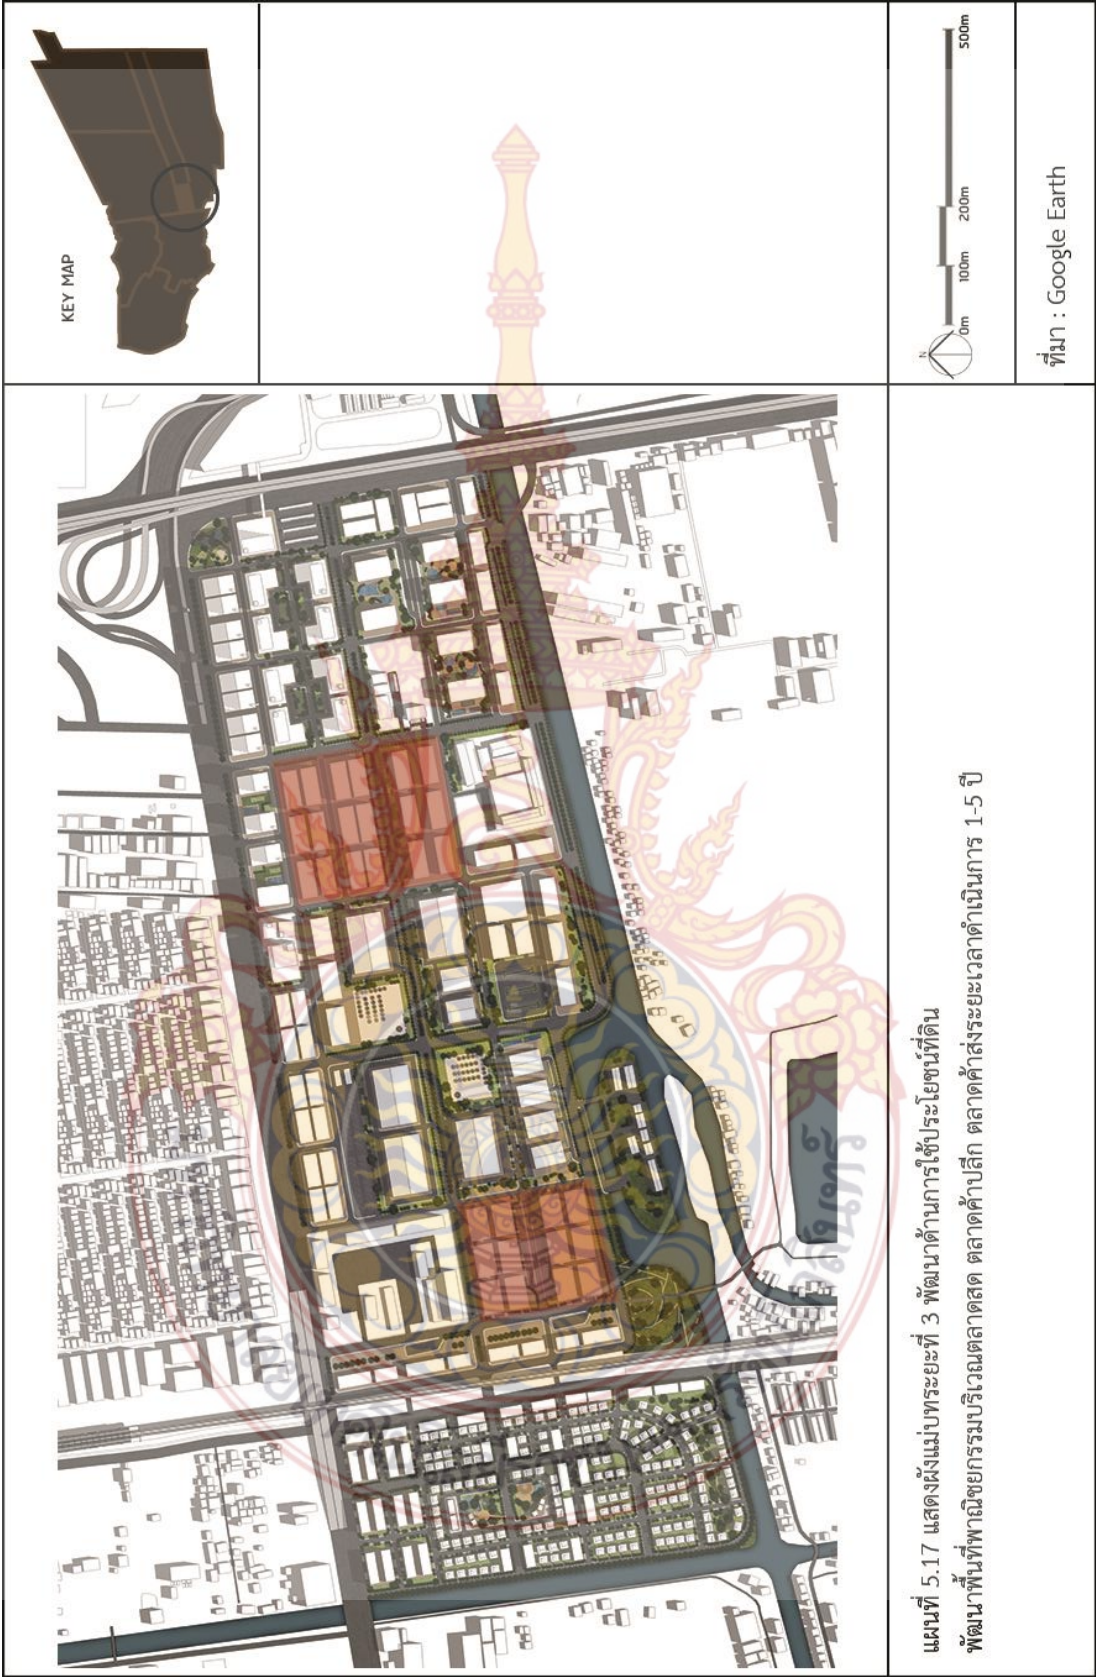 KEY MAP
N
0m 100m 200m 500m
ที่มา : Google Earth
แผนที่ 5.17 แสดงผังแม่บทระยะที่ 3 พัฒนาด้านการใช้ประโยชน์ที่ดิน
พัฒนาพื้นที่พาณิชยกรรมบริเวณตลาดสด ตลาดค้าปลีก ตลาดค้าส่งระยะเวลาดำเนินการ 1-5 ปี